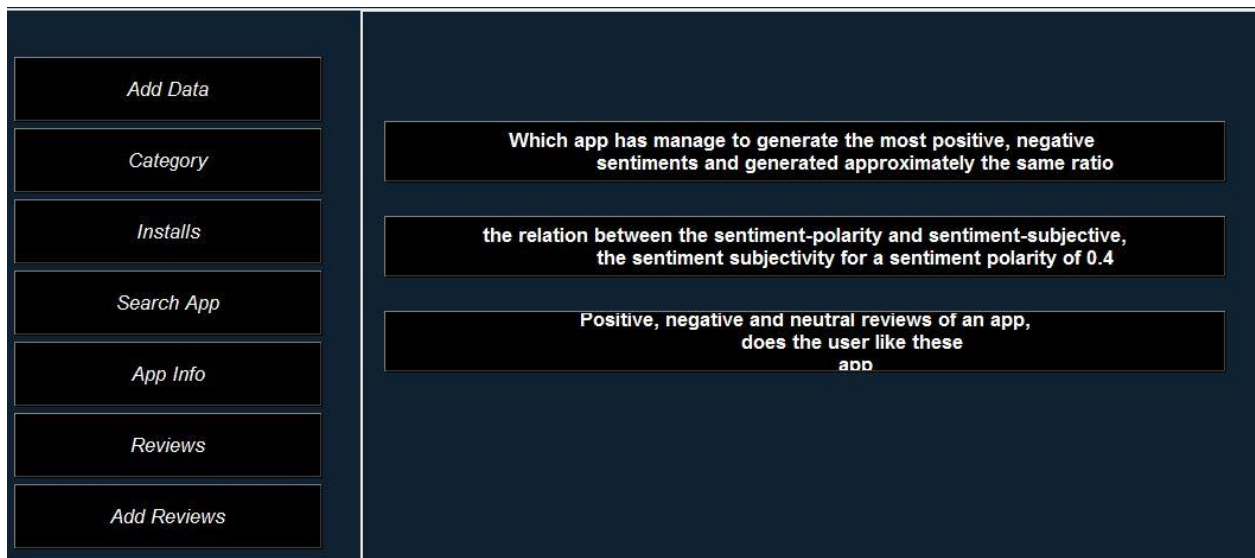 Add Data
Category
Installs
Search App
App Info
Reviews
Add Reviews
Which app has manage to generate the most positive, negative
sentiments and generated approximately the same ratio
the relation between the sentiment-polarity and sentiment-subjective,
the sentiment subjectivity for a sentiment polarity of 0.4
Positive, negative and neutral reviews of an app,
does the user like these
app